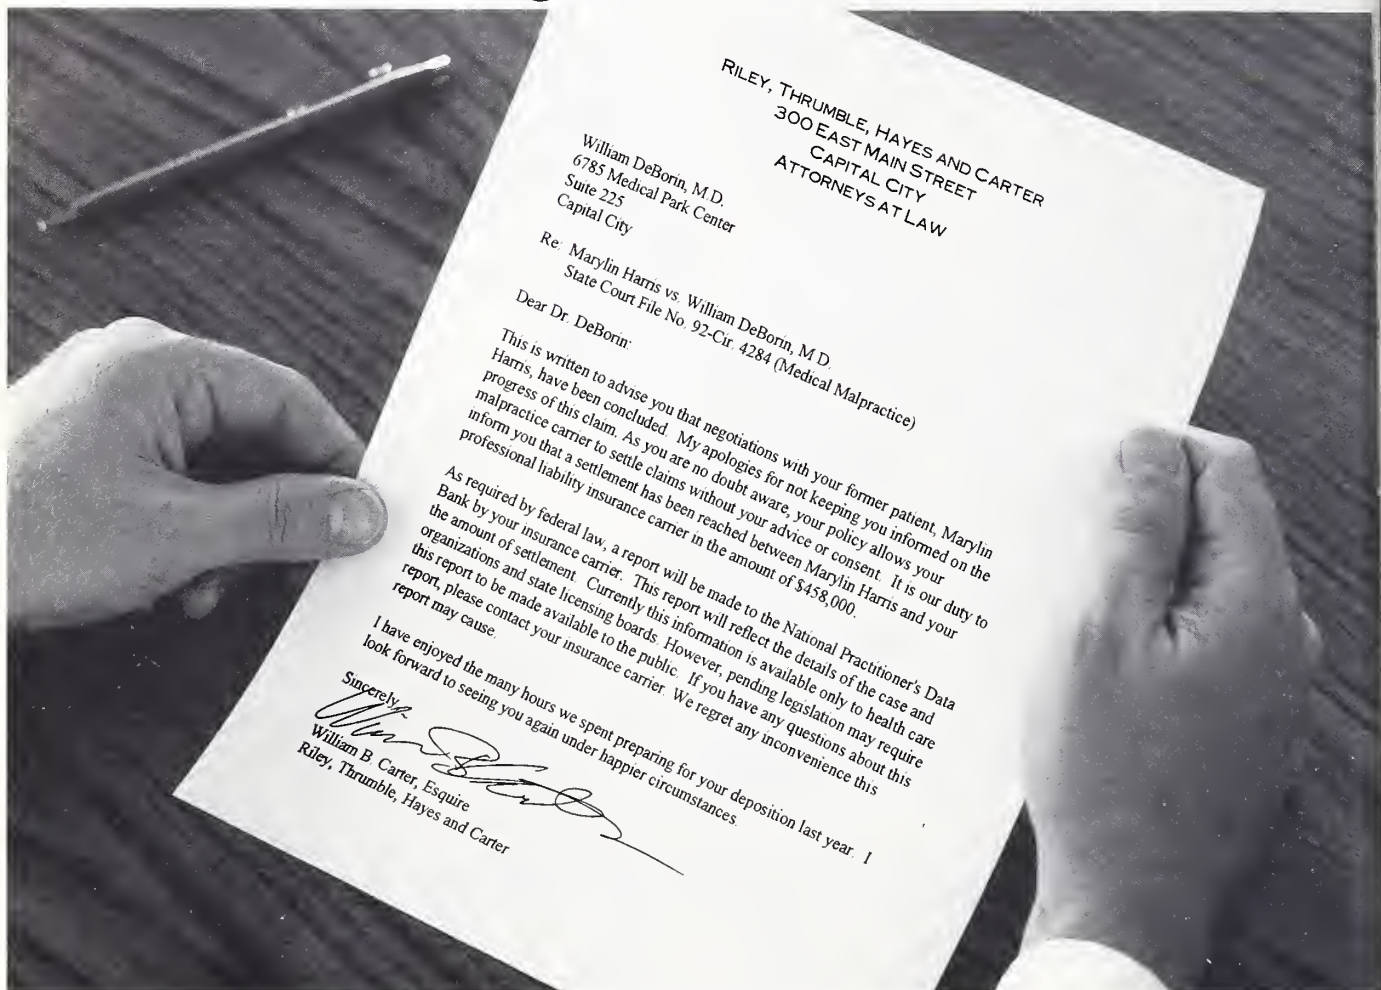 RILEY, THRUMBLE, HAYES AND CARTER
300 EAST MAIN STREET
CAPITAL CITY
ATTORNEYS AT LAW
William DeBorin, M.D.
6785 Medical Park Center
Suite 225
Capital City
Re: Marylin Harris vs. William DeBorin, M.D.
State Court File No. 92-Cir. 4284 (Medical Malpractice)
Dear Dr. DeBorin:
This is written to advise you that negotiations with your former patient, Marylin
Harris, have been concluded. My apologies for not keeping you informed on the
progress of this claim. As you are no doubt aware, your policy allows your
malpractice carrier to settle claims without your advice or consent. It is our duty to
inform you that a settlement has been reached between Marylin Harris and your
professional liability insurance carrier in the amount of $458,000.
As required by federal law, a report will be made to the National Practitioner's Data
Bank by your insurance carrier. This report will reflect the details of the case and
the amount of settlement. Currently this information is available only to health care
organizations and state licensing boards. However, pending legislation may require
this report to be made available to the public. If you have any questions about this
report, please contact your insurance carrier. We regret any inconvenience this
report may cause.
I have enjoyed the many hours we spent preparing for your deposition last year. I
look forward to seeing you again under happier circumstances.
Sincerely,
William B. Carter, Esquire
Riley, Thrumble, Hayes and Carter